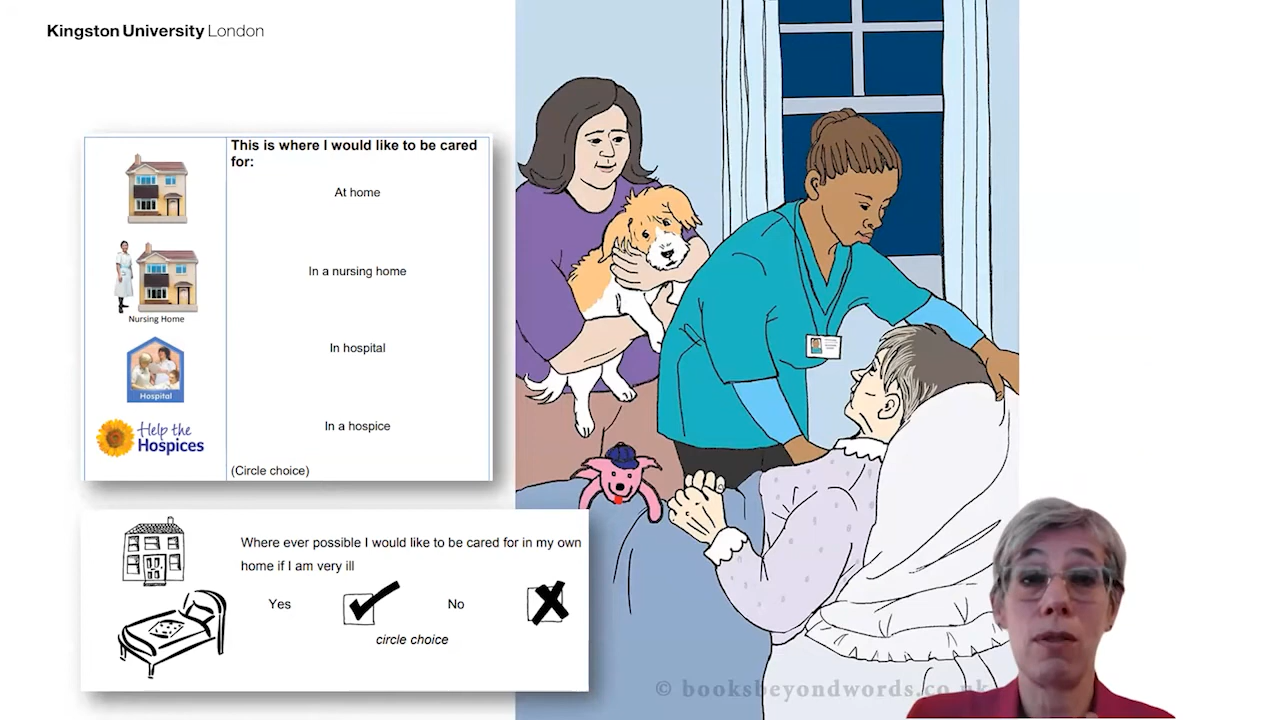 Kingston University London
This is where I would like to be cared
for:
At home
In a nursing home
Nursing Home
In hospital
Hospital
Help the
Hospices
In a hospice
(Circle choice)
Where ever possible I would like to be cared for in my own
home if I am very ill
Yes
No
circle choice
© booksbeyondwords.co.uk